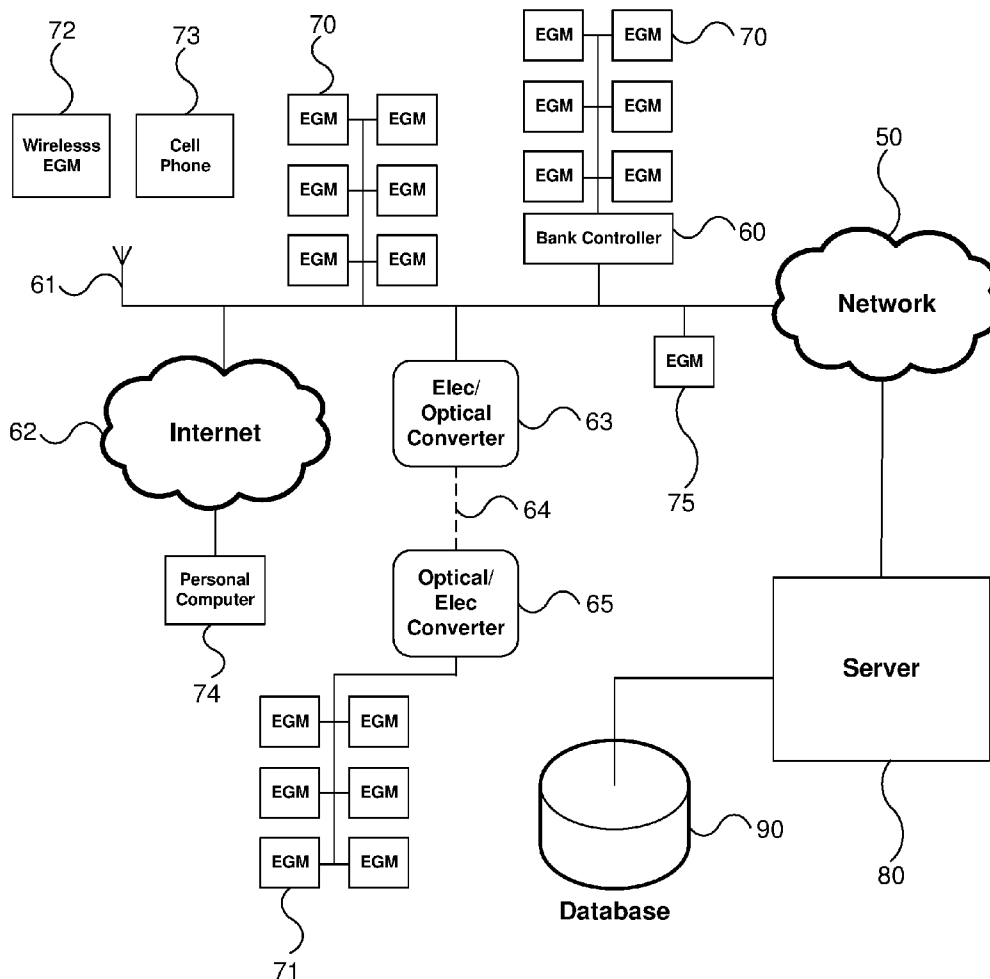 72
73
70
EGM EGM
70
Wirelesss
EGM
Cell
Phone
EGM EGM
EGM EGM
EGM EGM
EGM EGM
EGM EGM
EGM EGM
Bank Controller
60
50
61
Network
62
Internet
Elec/
Optical
Converter
63
EGM
75
64
Personal
Computer
74
Optical/
Elec
Converter
65
Server
80
EGM EGM
EGM EGM
EGM EGM
71
90
Database